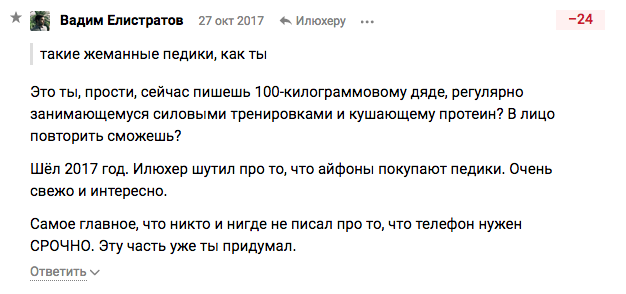 Вадим Елистратов 27 окт 2017 Илюхеру ... −24
такие жеманные педики, как ты
Это ты, прости, сейчас пишешь 100-килограммовому дяде, регулярно
занимающемуся силовыми тренировками и кушающему протеин? В лицо
повторить сможешь?
Шёл 2017 год. Илюхер шутил про то, что айфоны покупают педики. Очень
свежо и интересно.
Самое главное, что никто и нигде не писал про то, что телефон нужен
СРОЧНО. Эту часть уже ты придумал.
Ответить